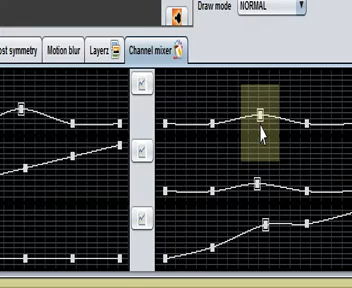 Draw mode NORMAL
ost symmetry Motion blur Layerz Channel mixer